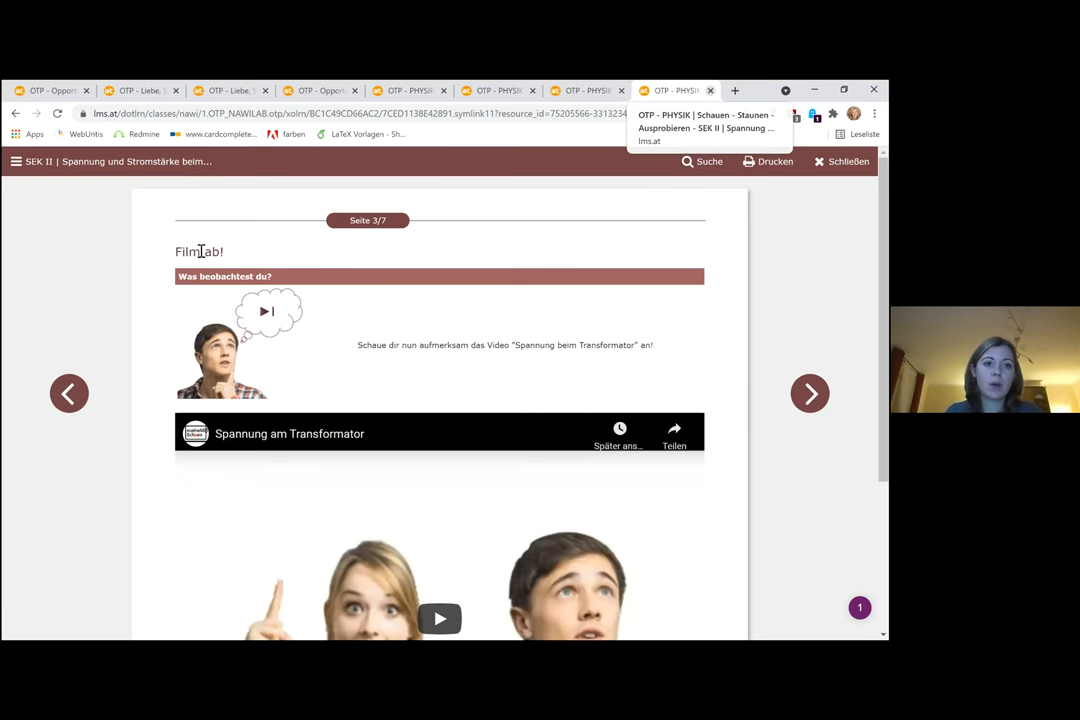 OTP - Opport
OTP - Liebe, S
OTP - Liebe, S
OTP - Opport
OTP - PHYSIK
OTP - PHYSIK
OTP - PHYSIK
OTP - PHYSIK
lms.at/dotlrn/classes/nawi/1.OTP_NAWILAB.otp/xolrn/BC1C49CD66AC2/7CED1138E42891.symlink11?resource_id=75205566-3313234
OTP - PHYSIK | Schauen - Staunen -
Ausprobieren - SEK II | Spannung ...
lms.at
Apps
WebUntis
Redmine
www.cardcomplete...
farben
LaTeX Vorlagen - Sh...
Leseliste
SEK II | Spannung und Stromstärke beim...
Suche
Drucken
Schließen
Seite 3/7
Film ab!
Was beobachtest du?
Schaue dir nun aufmerksam das Video "Spannung beim Transformator" an!
Spannung am Transformator
Später ans...
Teilen
1